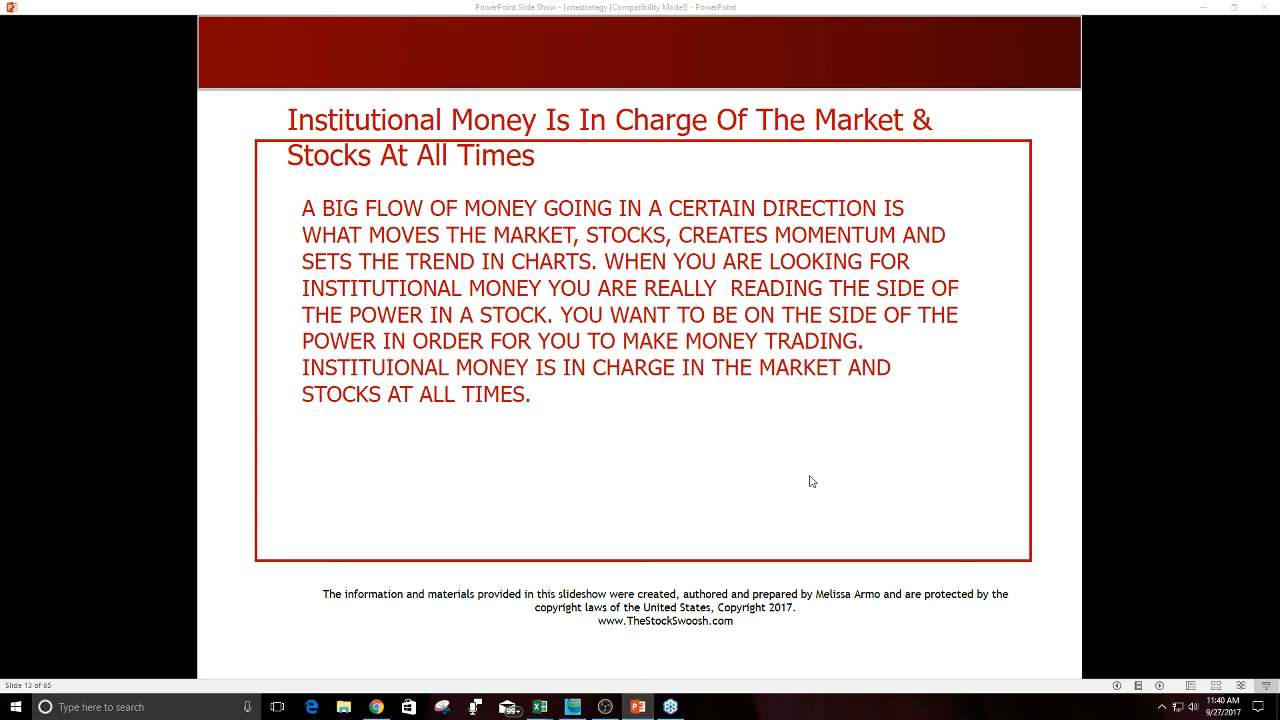 PowerPoint Slide Show - [onestrategy [Compatibility Mode]] - PowerPoint
Institutional Money Is In Charge Of The Market &
Stocks At All Times
A BIG FLOW OF MONEY GOING IN A CERTAIN DIRECTION IS
WHAT MOVES THE MARKET, STOCKS, CREATES MOMENTUM AND
SETS THE TREND IN CHARTS. WHEN YOU ARE LOOKING FOR
INSTITUTIONAL MONEY YOU ARE REALLY  READING THE SIDE OF
THE POWER IN A STOCK. YOU WANT TO BE ON THE SIDE OF THE
POWER IN ORDER FOR YOU TO MAKE MONEY TRADING.
INSTITUIONAL MONEY IS IN CHARGE IN THE MARKET AND
STOCKS AT ALL TIMES.
The information and materials provided in this slideshow were created, authored and prepared by Melissa Armo and are protected by the
copyright laws of the United States, Copyright 2017.
www.TheStockSwoosh.com
Slide 13 of 65
Type here to search
99+
11:40 AM
9/27/2017